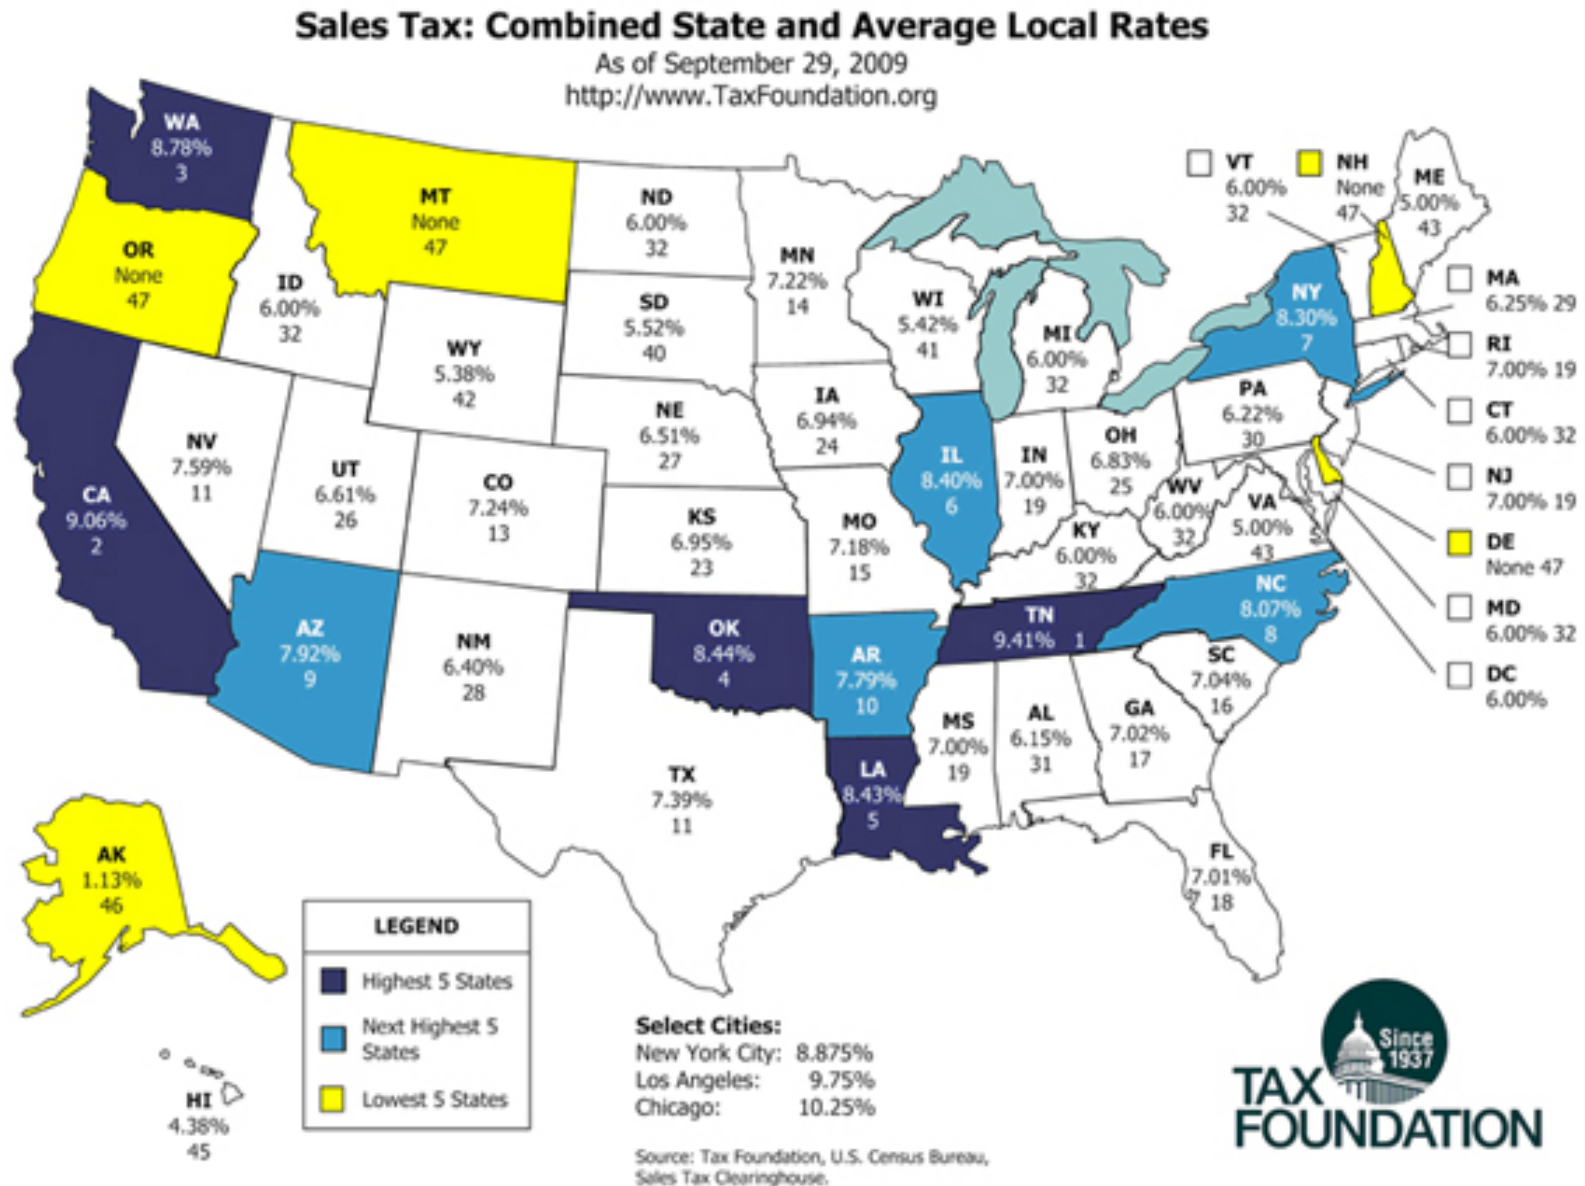 Sales Tax: Combined State and Average Local Rates
As of September 29, 2009
http://www.TaxFoundation.org
WA
8.78%
3
MT
None
47
ND
6.00%
32
VT
6.00%
32
NH
None
47
ME
5.00%
43
OR
None
47
ID
6.00%
32
MN
7.22%
14
MA
6.25% 29
SD
5.52%
40
WI
5.42%
41
MI
6.00%
32
NY
8.30%
7
RI
7.00% 19
WY
5.38%
42
IA
6.94%
24
PA
6.22%
30
CT
6.00% 32
NE
6.51%
27
NV
7.59%
11
UT
6.61%
26
CO
7.24%
13
IL
8.40%
6
IN
7.00%
19
OH
6.83%
25
NJ
7.00% 19
CA
9.06%
2
KS
6.95%
23
MO
7.18%
15
WV
6.00%
32
VA
5.00%
43
KY
6.00%
32
DE
None 47
MD
6.00% 32
DC
6.00%
AZ
7.92%
9
NM
6.40%
28
OK
8.44%
4
AR
7.79%
10
TN
9.41% 1
NC
8.07%
8
SC
7.04%
16
MS
7.00%
19
AL
6.15%
31
GA
7.02%
17
TX
7.39%
11
LA
8.43%
5
FL
7.01%
18
AK
1.13%
46
HI
4.38%
45
LEGEND
Highest 5 States
Next Highest 5
States
Lowest 5 States
Select Cities:
New York City: 8.875%
Los Angeles: 9.75%
Chicago: 10.25%
Source: Tax Foundation, U.S. Census Bureau,
Sales Tax Clearinghouse.
Since
1937
TAX
FOUNDATION